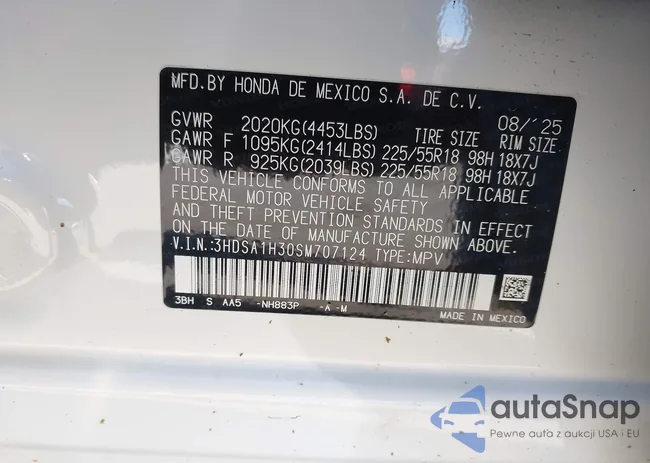 MFD.BY HONDA DE MEXICO S.A. DE C.V.
08/'25
GVWR 2020KG(4453LBS) TIRE SIZE RIM SIZE
GAWR F 1095KG(2414LBS) 225/55R18 98H 18X7J
GAWR R 925KG(2039LBS) 225/55R18 98H 18X7J
THIS VEHICLE CONFORMS TO ALL APPLICABLE
FEDERAL MOTOR VEHICLE SAFETY
AND THEFT PREVENTION STANDARDS IN EFFECT
ON THE DATE OF MANUFACTURE SHOWN ABOVE.
V.I.N:3HDSA1H30SM707124 TYPE:MPV
3BH S AA5 -NH883P -A -M
MADE IN MEXICO
autoSnap
Pewne auta z aukcji USA i EU